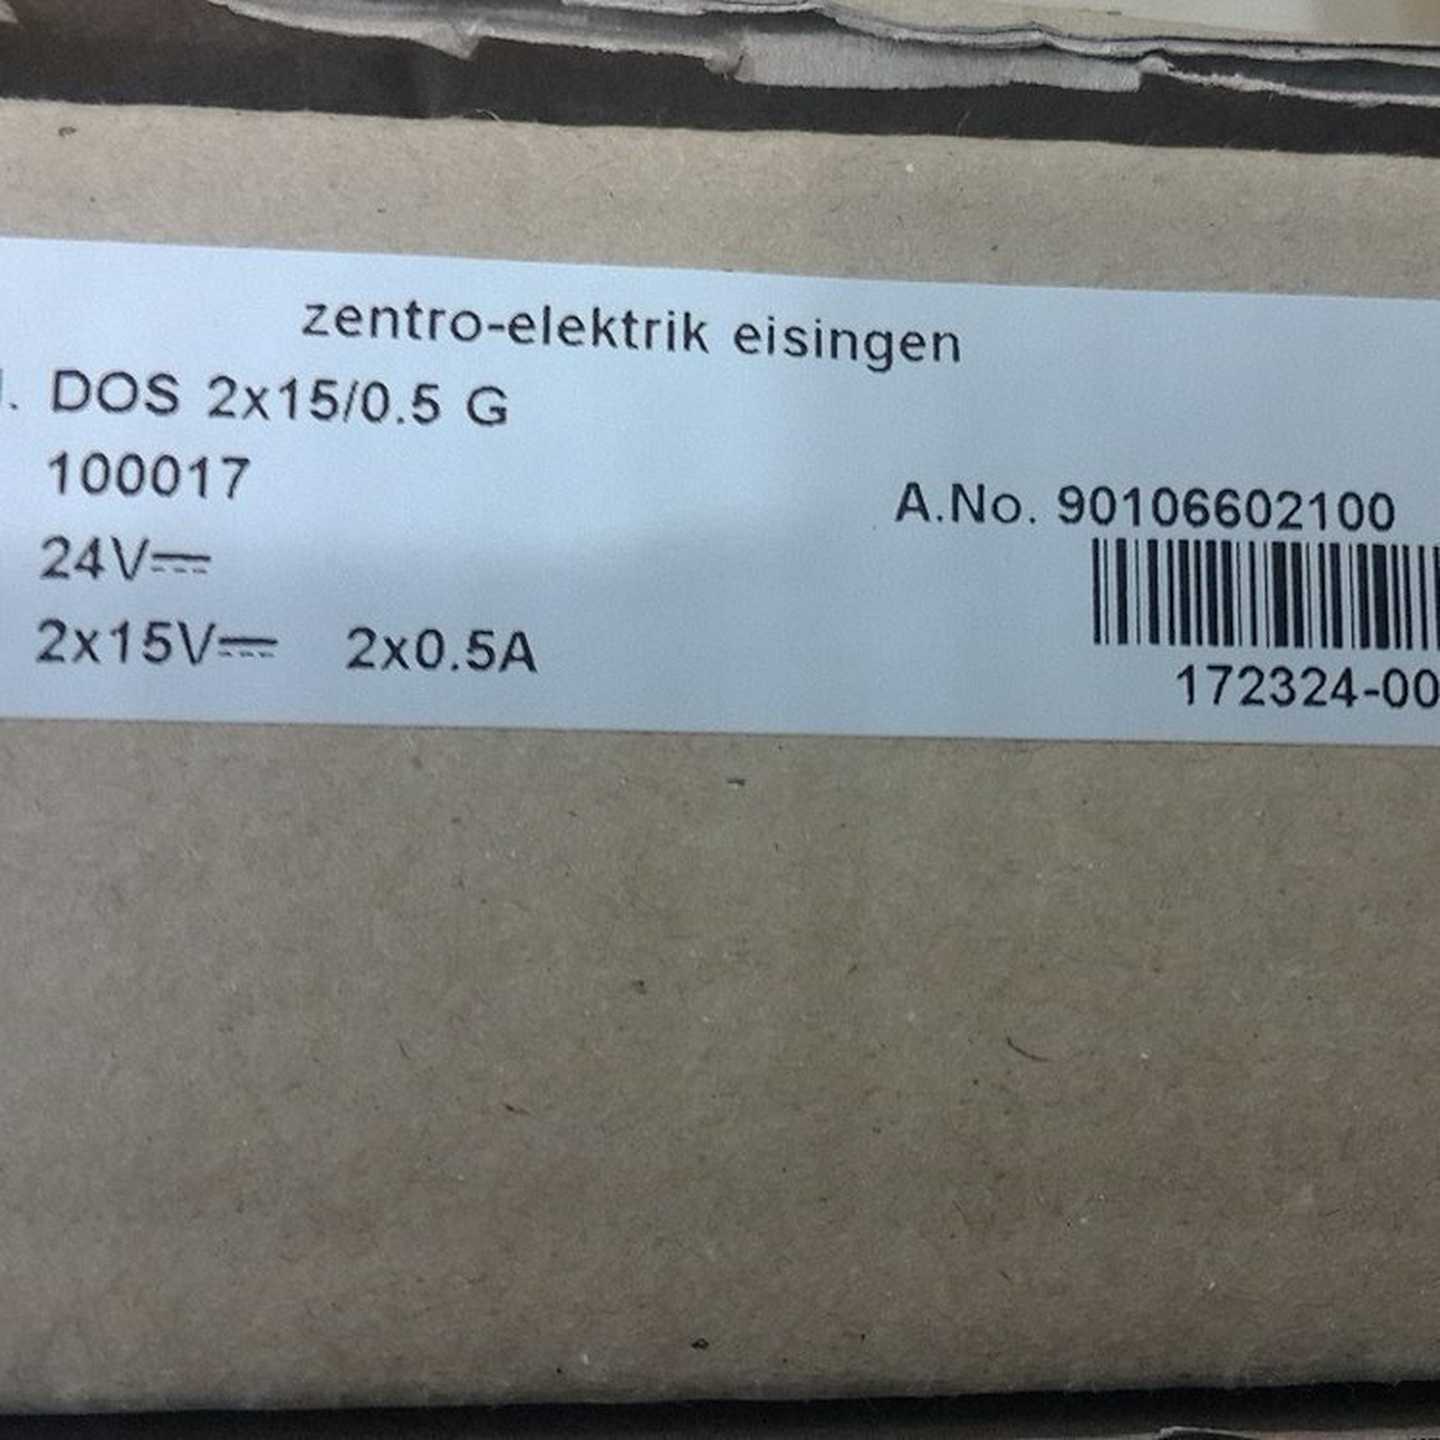 zentro-elektrik eisingen
. DOS 2x15/0.5 G
100017
A.No. 90106602100
24V⎓
2x15V⎓ 2x0.5A
172324-00